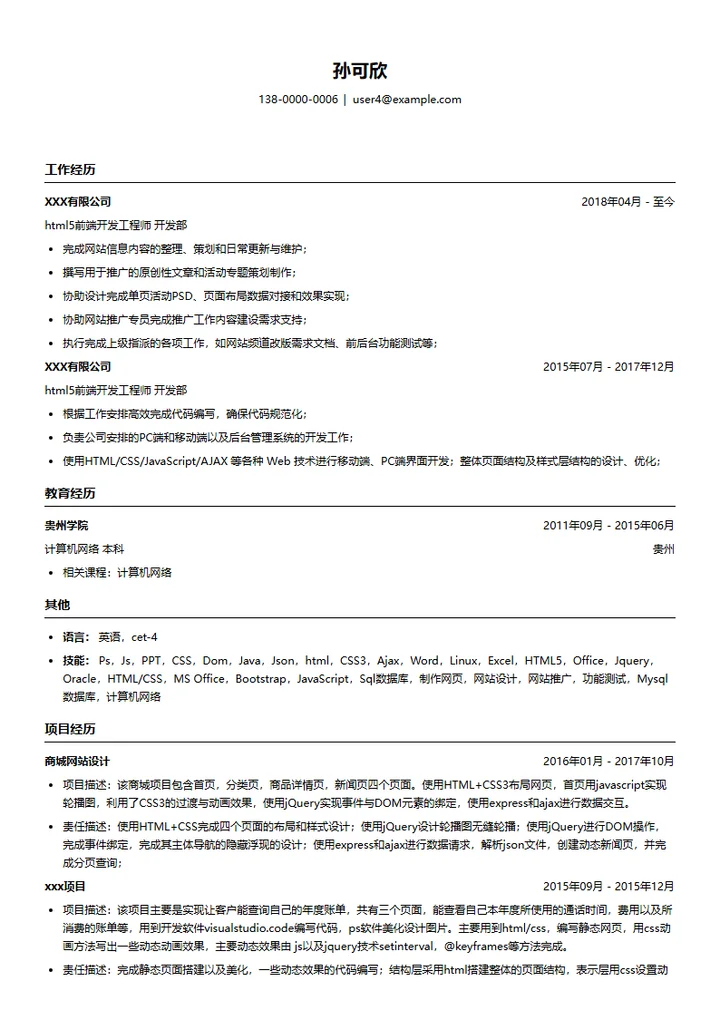 孙可欣
138-0000-0006 | user4@example.com
工作经历
XXX有限公司 2018年04月 - 至今
html5前端开发工程师 开发部
• 完成网站信息内容的整理、策划和日常更新与维护；
• 撰写用于推广的原创性文章和活动专题策划制作；
• 协助设计完成单页活动PSD、页面布局数据对接和效果实现；
• 协助网站推广专员完成推广工作内容建设需求支持；
• 执行完成上级指派的各项工作，如网站频道改版需求文档、前后台功能测试等；
XXX有限公司 2015年07月 - 2017年12月
html5前端开发工程师 开发部
• 根据工作安排高效完成代码编写，确保代码规范化；
• 负责公司安排的PC端和移动端以及后台管理系统的开发工作；
• 使用HTML/CSS/JavaScript/AJAX 等各种 Web 技术进行移动端、PC端界面开发；整体页面结构及样式层结构的设计、优化；
教育经历
贵州学院 2011年09月 - 2015年06月
计算机网络 本科 贵州
• 相关课程：计算机网络
其他
• 语言： 英语，cet-4
• 技能： Ps，Js，PPT，CSS，Dom，Java，Json，html，CSS3，Ajax，Word，Linux，Excel，HTML5，Office，Jquery，
Oracle，HTML/CSS，MS Office，Bootstrap，JavaScript，Sql数据库，制作网页，网站设计，网站推广，功能测试，Mysql
数据库，计算机网络
项目经历
商城网站设计 2016年01月 - 2017年10月
• 项目描述：该商城项目包含首页，分类页，商品详情页，新闻页四个页面。使用HTML+CSS3布局网页，首页用javascript实现
轮播图，利用了CSS3的过渡与动画效果，使用jQuery实现事件与DOM元素的绑定，使用express和ajax进行数据交互。
• 责任描述：使用HTML+CSS完成四个页面的布局和样式设计；使用jQuery设计轮播图无缝轮播；使用jQuery进行DOM操作，
完成事件绑定，完成其主体导航的隐藏浮现的设计；使用express和ajax进行数据请求，解析json文件，创建动态新闻页，并完
成分页查询；
xxx项目 2015年09月 - 2015年12月
• 项目描述：该项目主要是实现让客户能查询自己的年度账单，共有三个页面，能查看自己本年度所使用的通话时间，费用以及所
消费的账单等，用到开发软件visualstudio.code编写代码，ps软件美化设计图片。主要用到html/css，编写静态网页，用css动
画方法写出一些动态动画效果，主要动态效果由 js以及jquery技术setinterval，@keyframes等方法完成。
• 责任描述：完成静态页面搭建以及美化，一些动态效果的代码编写；结构层采用html搭建整体的页面结构，表示层用css设置动